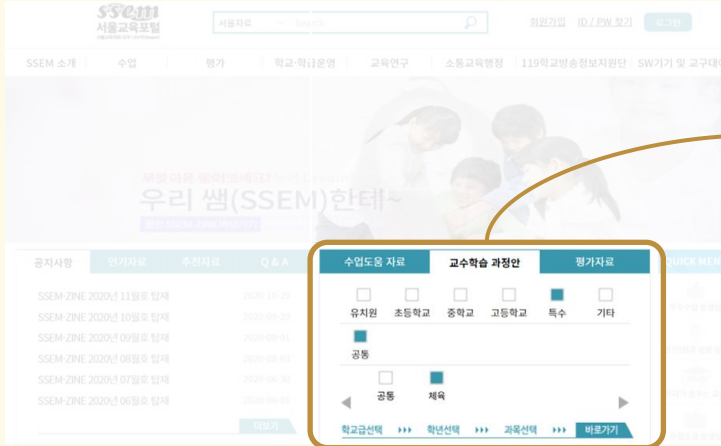 ssem
서울교육포털
서울자료 Search
회원가입 ID / PW 찾기 로그인
SSEM 소개 수업 평가 학교·학급운영 교육연구 소통교육행정 119학교방송정보지원단 SW기기 및 교구대여
우리 쌤(SSEM)한테~
공지사항 인기자료 추천자료 Q & A
SSEM-ZINE 2020년 11월호 탑재 2020-10-29
SSEM-ZINE 2020년 10월호 탑재 2020-09-29
SSEM-ZINE 2020년 09월호 탑재 2020-09-01
SSEM-ZINE 2020년 08월호 탑재
SSEM-ZINE 2020년 07월호 탑재
SSEM-ZINE 2020년 06월호 탑재
더보기
수업도움 자료 교수학습 과정안 평가자료
유치원 초등학교 중학교 고등학교 특수 기타
공통
공통 체육
학교급선택 학년선택 과목선택 바로가기
QUICK MEN